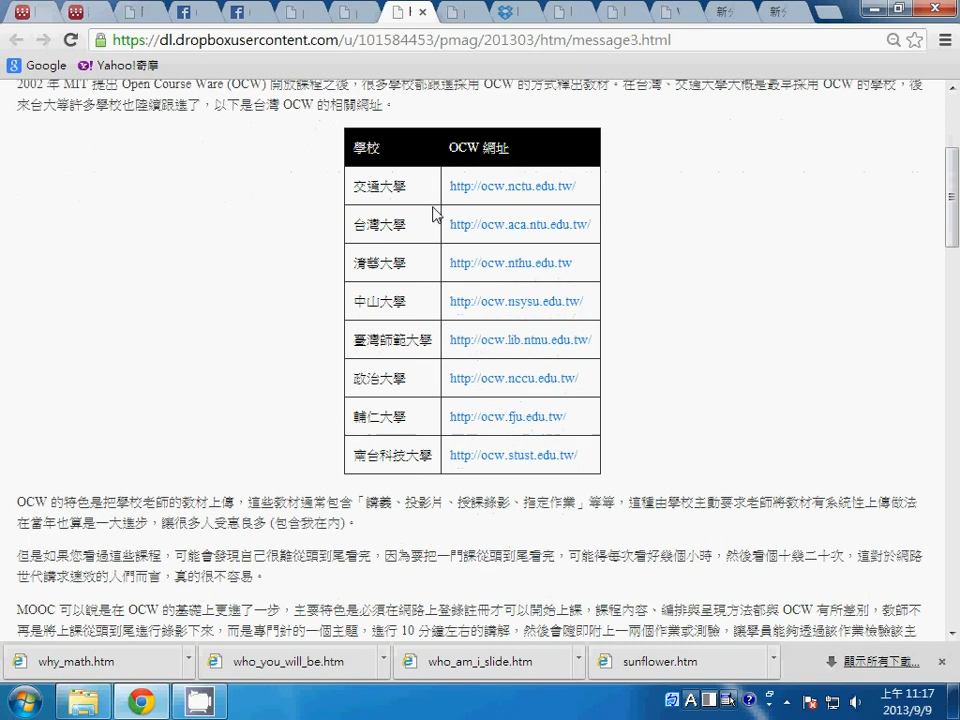 https://dl.dropboxusercontent.com/u/101584453/pmag/201303/htm/message3.html
Google Yahoo!奇摩
2002 年 MIT 提出 Open Course Ware (OCW) 開放課程之後，很多學校都跟進採用 OCW 的方式釋出教材。在台灣、交通大學大概是最早採用 OCW 的學校，後
來台大等許多學校也陸續跟進了，以下是台灣 OCW 的相關網址。
學校 OCW 網址
交通大學 http://ocw.nctu.edu.tw/
台灣大學 http://ocw.aca.ntu.edu.tw/
清華大學 http://ocw.nthu.edu.tw
中山大學 http://ocw.nsysu.edu.tw/
臺灣師範大學 http://ocw.lib.ntnu.edu.tw/
政治大學 http://ocw.nccu.edu.tw/
輔仁大學 http://ocw.fju.edu.tw/
南台科技大學 http://ocw.stust.edu.tw/
OCW 的特色是把學校老師的教材上傳，這些教材通常包含「講義、投影片、授課錄影、指定作業」等等，這種由學校主動要求老師將教材有系統性上傳做法
在當年也算是一大進步，讓很多人受惠良多 (包含我在內)。
但是如果您看過這些課程，可能會發現自己很難從頭到尾看完，因為要把一門課從頭到尾看完，可能得每次看好幾個小時，然後看個十幾二十次，這對於網路
世代講求速效的人們而言，真的很不容易。
MOOC 可以說是在 OCW 的基礎上更進了一步，主要特色是必須在網路上登錄註冊才可以開始上課，課程內容、編排與呈現方法都與 OCW 有所差別，教師不
再是將上課從頭到尾進行錄影下來，而是專門針的一個主題，進行 10 分鐘左右的講解，然後會隨即附上一兩個作業或測驗，讓學員能夠透過該作業檢驗該主
why_math.htm who_you_will.be.htm who_am_i_slide.htm sunflower.htm 顯示所有下載...
上午 11:17
2013/9/9